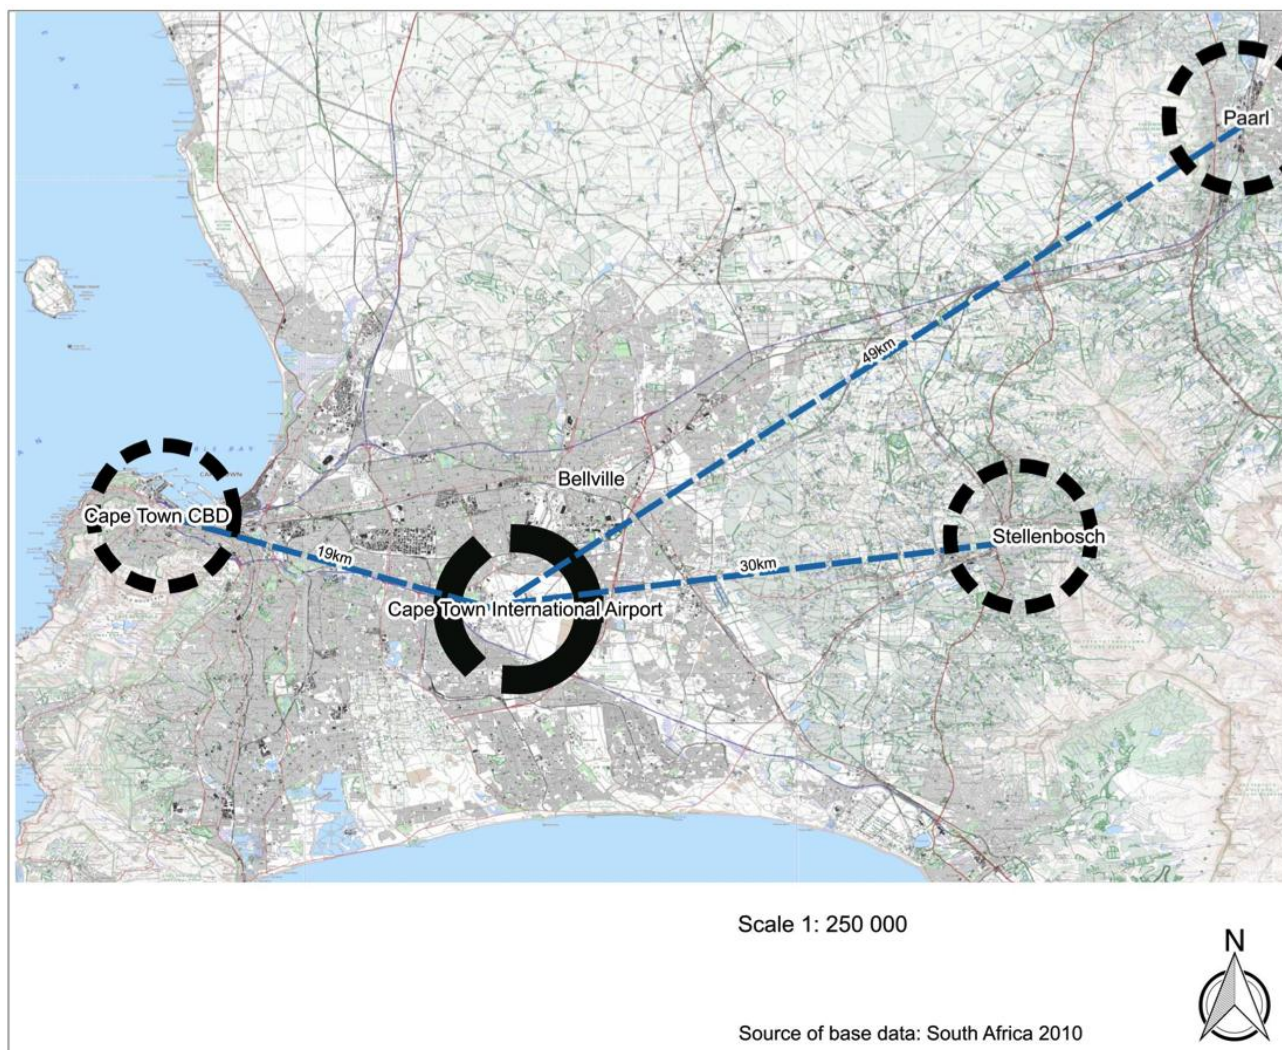 Paarl
49km
Bellville
Cape Town CBD
Stellenbosch
19km
30km
Cape Town International Airport
Scale 1: 250 000
N
Source of base data: South Africa 2010